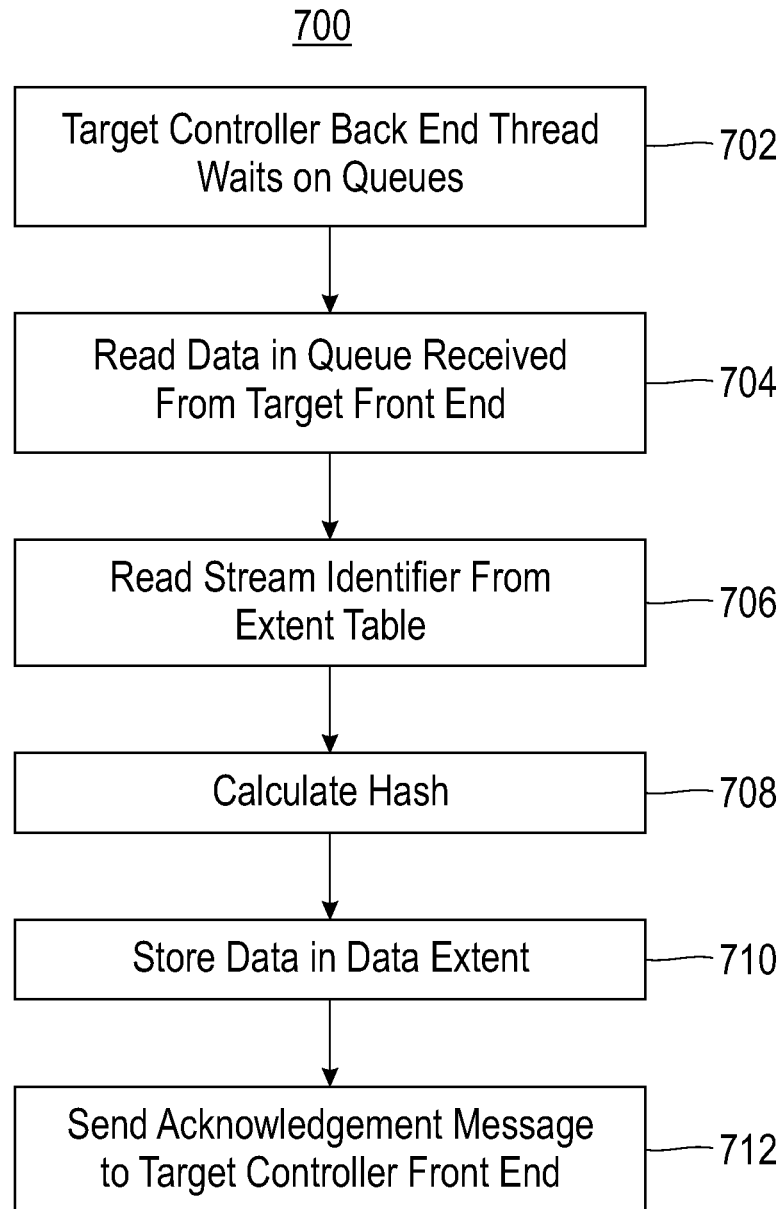 700
Target Controller Back End Thread
Waits on Queues
702
Read Data in Queue Received
From Target Front End
704
Read Stream Identifier From
Extent Table
706
Calculate Hash
708
Store Data in Data Extent
710
Send Acknowledgement Message
to Target Controller Front End
712